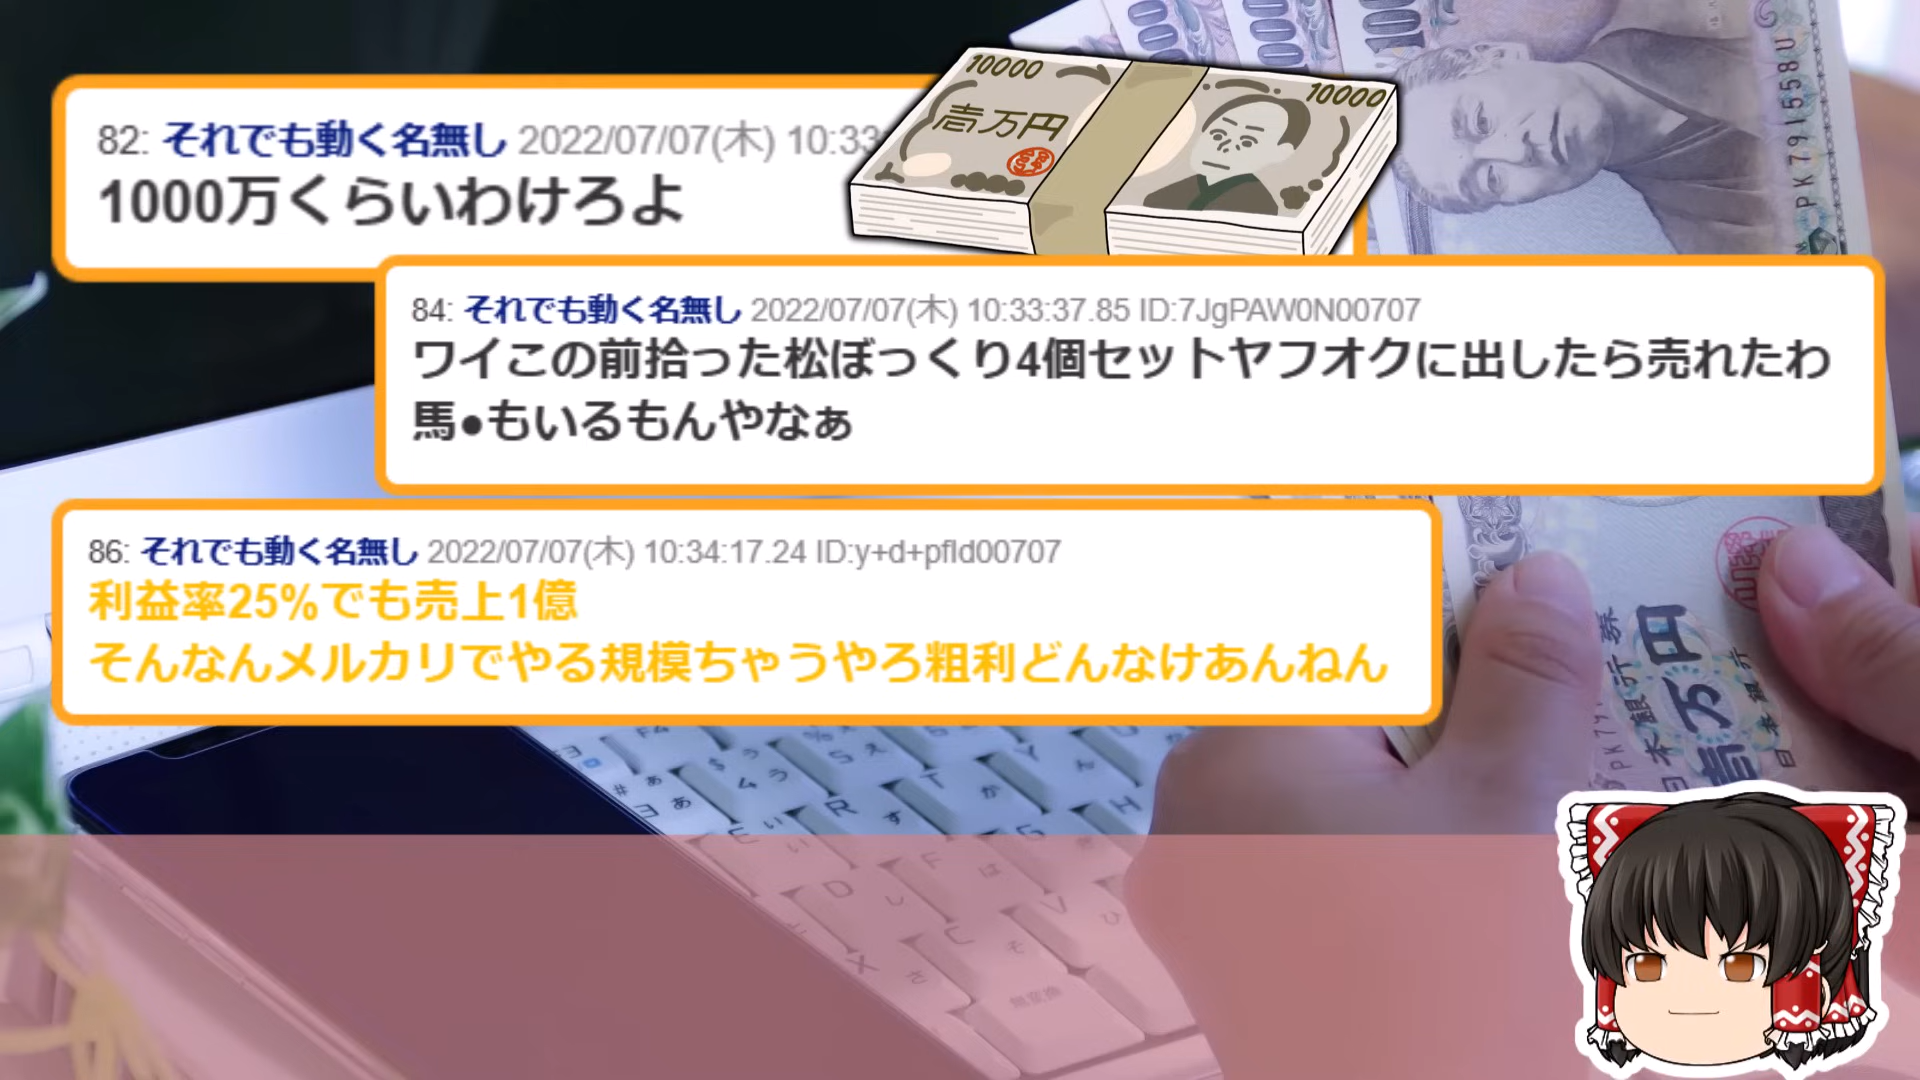 82: それでも動く名無し 2022/07/07(木) 10:33
1000万くらいわけろよ
10000
壱万円
10000
84: それでも動く名無し 2022/07/07(木) 10:33:37.85 ID:7JgPAW0N00707
ワイこの前拾った松ぼっくり4個セットヤフオクに出したら売れたわ
馬●もいるもんやなぁ
86: それでも動く名無し 2022/07/07(木) 10:34:17.24 ID:y+d+pfld00707
利益率25%でも売上1億
そんなんメルカリでやる規模ちゃうやろ粗利どんなけあんねん
PK791558U